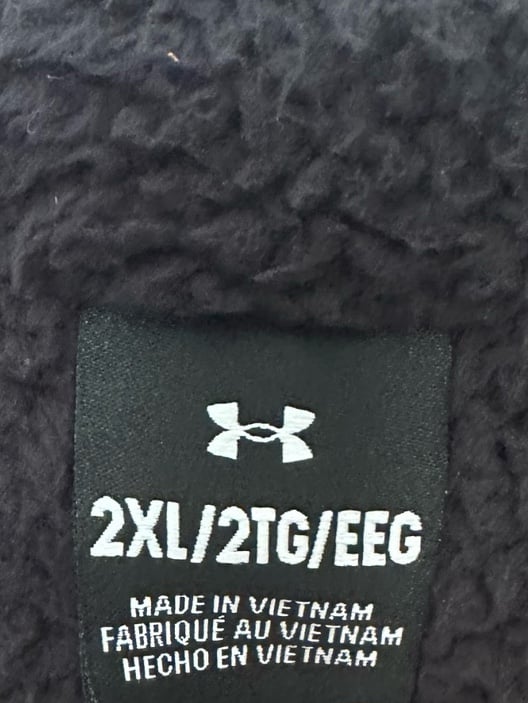 2XL/2TG/EEG
MADE IN VIETNAM
FABRIQUÉ AU VIETNAM
HECHO EN VIETNAM